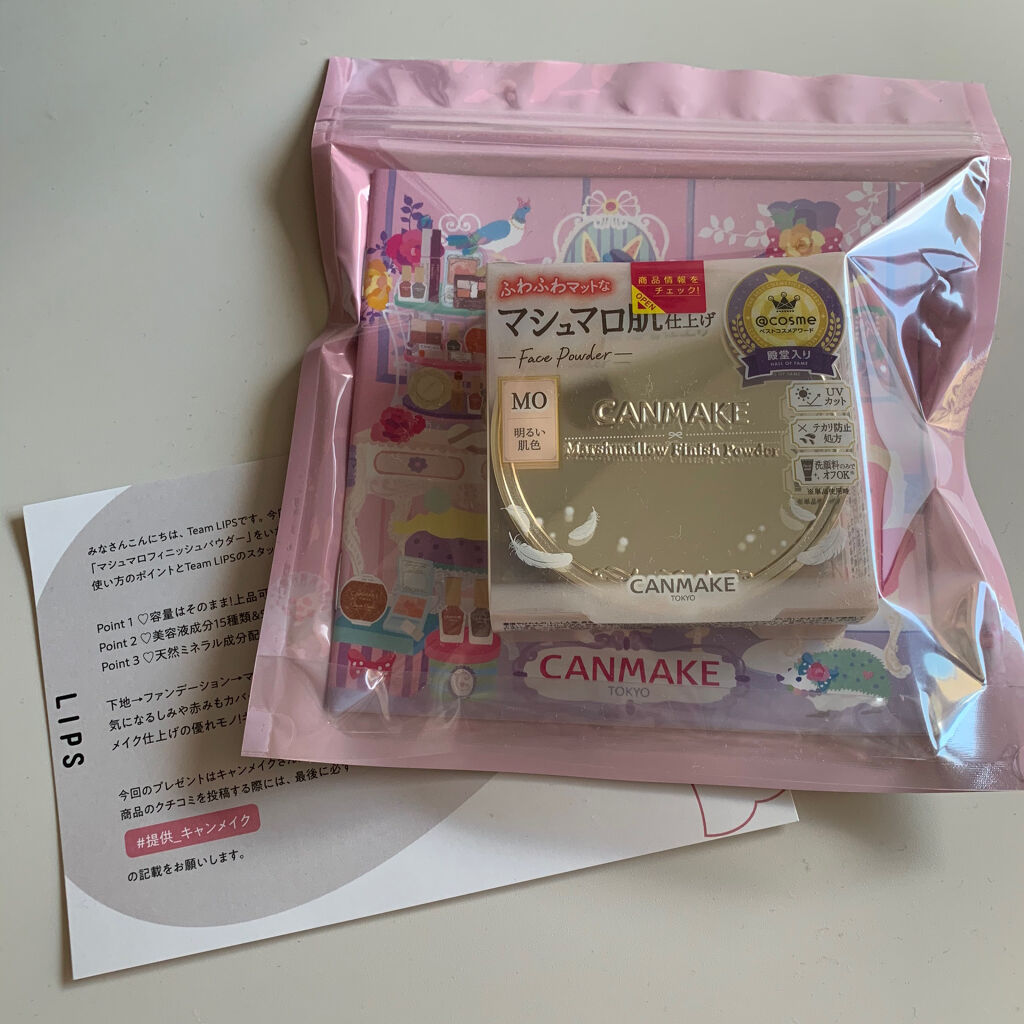 ふわふわマットな
マシュマロ肌仕上げ
Face Powder
商品情報を
チェック!
OPEN
@cosme
ベストコスメアワード
殿堂入り
HALL OF FAME
MO
明るい
肌色
CANMAKE
Marshmallow Finish Powder
UV
カット
テカリ防止
処方
洗顔料のみで
オフOK
※単品使用時
CANMAKE
TOKYO
CANMAKE
TOKYO
みなさんこんにちは、Team LIPSです。今
「マシュマロフィニッシュパウダー」をい
使い方のポイントとTeam LIPSのスタッ
Point 1 ♡容量はそのまま!上品
Point 2 ♡美容液成分15種類&
Point 3 ♡天然ミネラル成分配
下地→ファンデーション→マ
気になるしみや赤みもカバ
メイク仕上げの優れモノ!
今回のプレゼントはキャンメイクさん
商品のクチコミを投稿する際には、最後に必ず
#提供_キャンメイク
の記載をお願いします。
LIPS